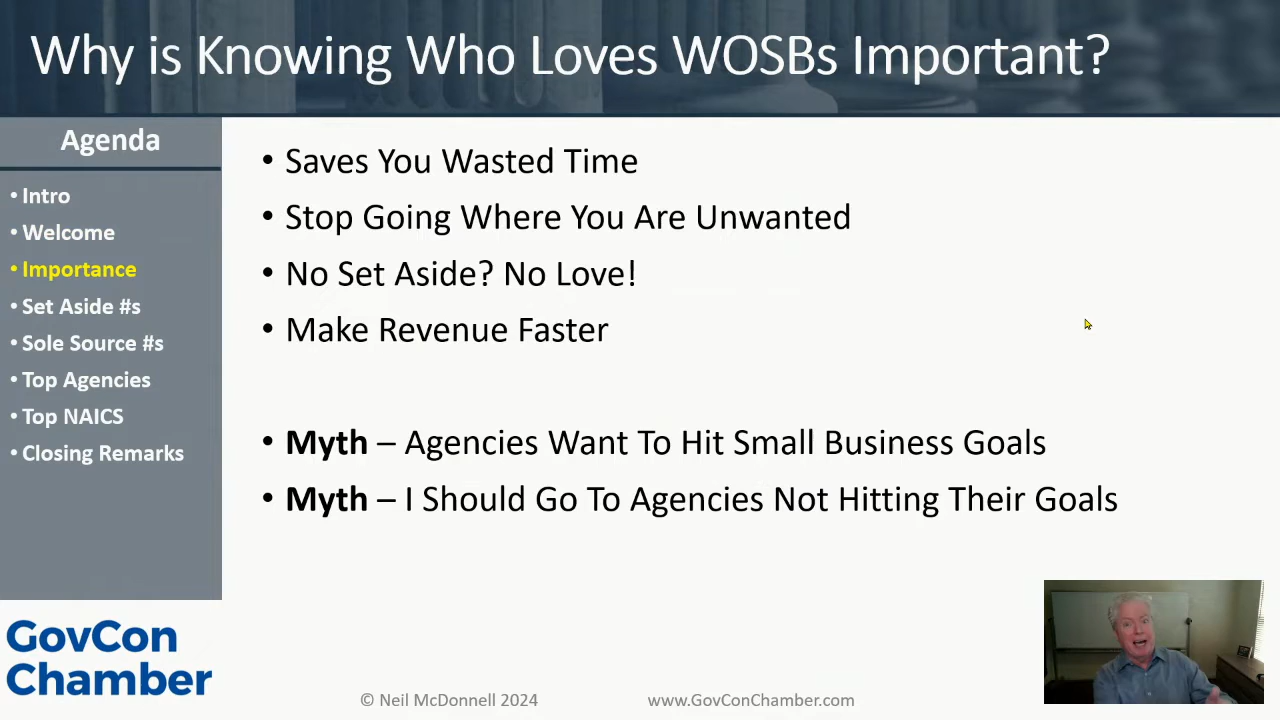 Why is Knowing Who Loves WOSBs Important?
Agenda
• Intro
• Welcome
• Importance
• Set Aside #s
• Sole Source #s
• Top Agencies
• Top NAICS
• Closing Remarks
• Saves You Wasted Time
• Stop Going Where You Are Unwanted
• No Set Aside? No Love!
• Make Revenue Faster
• Myth – Agencies Want To Hit Small Business Goals
• Myth – I Should Go To Agencies Not Hitting Their Goals
GovCon
Chamber
© Neil McDonnell 2024
www.GovConChamber.com